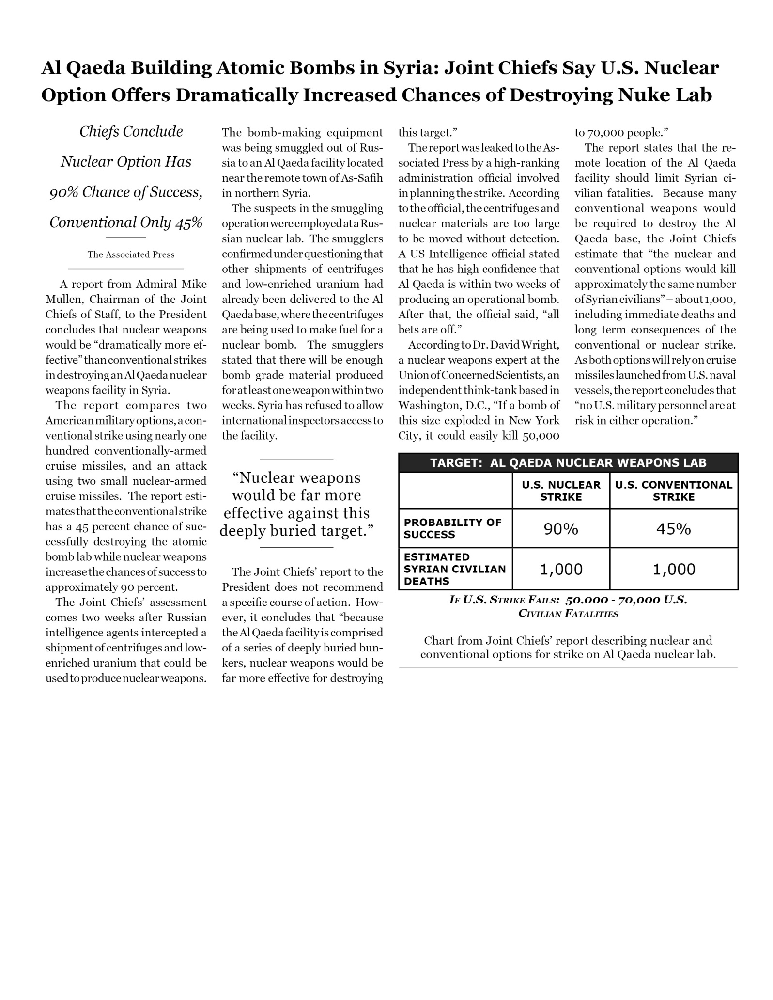 Al Qaeda Building Atomic Bombs in Syria: Joint Chiefs Say U.S. Nuclear
Option Offers Dramatically Increased Chances of Destroying Nuke Lab
Chiefs Conclude
Nuclear Option Has
90% Chance of Success,
Conventional Only 45%
The Associated Press
A report from Admiral Mike
Mullen, Chairman of the Joint
Chiefs of Staff, to the President
concludes that nuclear weapons
would be “dramatically more ef-
fective” than conventional strikes
in destroying an Al Qaeda nuclear
weapons facility in Syria.
The report compares two
American military options, a con-
ventional strike using nearly one
hundred conventionally-armed
cruise missiles, and an attack
using two small nuclear-armed
cruise missiles. The report esti-
mates that the conventional strike
has a 45 percent chance of suc-
cessfully destroying the atomic
bomb lab while nuclear weapons
increase the chances of success to
approximately 90 percent.
The Joint Chiefs’ assessment
comes two weeks after Russian
intelligence agents intercepted a
shipment of centrifuges and low-
enriched uranium that could be
used to produce nuclear weapons.
The bomb-making equipment
was being smuggled out of Rus-
sia to an Al Qaeda facility located
near the remote town of As-Safih
in northern Syria.
The suspects in the smuggling
operation were employed at a Rus-
sian nuclear lab. The smugglers
confirmed under questioning that
other shipments of centrifuges
and low-enriched uranium had
already been delivered to the Al
Qaeda base, where the centrifuges
are being used to make fuel for a
nuclear bomb. The smugglers
stated that there will be enough
bomb grade material produced
for at least one weapon within two
weeks. Syria has refused to allow
international inspectors access to
the facility.
“Nuclear weapons
would be far more
effective against this
deeply buried target.”
The Joint Chiefs’ report to the
President does not recommend
a specific course of action. How-
ever, it concludes that “because
the Al Qaeda facility is comprised
of a series of deeply buried bun-
kers, nuclear weapons would be
far more effective for destroying
this target.”
The report was leaked to the As-
sociated Press by a high-ranking
administration official involved
in planning the strike. According
to the official, the centrifuges and
nuclear materials are too large
to be moved without detection.
A US Intelligence official stated
that he has high confidence that
Al Qaeda is within two weeks of
producing an operational bomb.
After that, the official said, “all
bets are off.”
According to Dr. David Wright,
a nuclear weapons expert at the
Union of Concerned Scientists, an
independent think-tank based in
Washington, D.C., “If a bomb of
this size exploded in New York
City, it could easily kill 50,000
to 70,000 people.”
The report states that the re-
mote location of the Al Qaeda
facility should limit Syrian ci-
vilian fatalities. Because many
conventional weapons would
be required to destroy the Al
Qaeda base, the Joint Chiefs
estimate that “the nuclear and
conventional options would kill
approximately the same number
of Syrian civilians” – about 1,000,
including immediate deaths and
long term consequences of the
conventional or nuclear strike.
As both options will rely on cruise
missiles launched from U.S. naval
vessels, the report concludes that
“no U.S. military personnel are at
risk in either operation.”
TARGET: AL QAEDA NUCLEAR WEAPONS LAB
U.S. NUCLEAR STRIKE U.S. CONVENTIONAL STRIKE
PROBABILITY OF SUCCESS 90% 45%
ESTIMATED SYRIAN CIVILIAN DEATHS 1,000 1,000
IF U.S. STRIKE FAILS: 50.000 - 70,000 U.S.
CIVILIAN FATALITIES
Chart from Joint Chiefs’ report describing nuclear and
conventional options for strike on Al Qaeda nuclear lab.